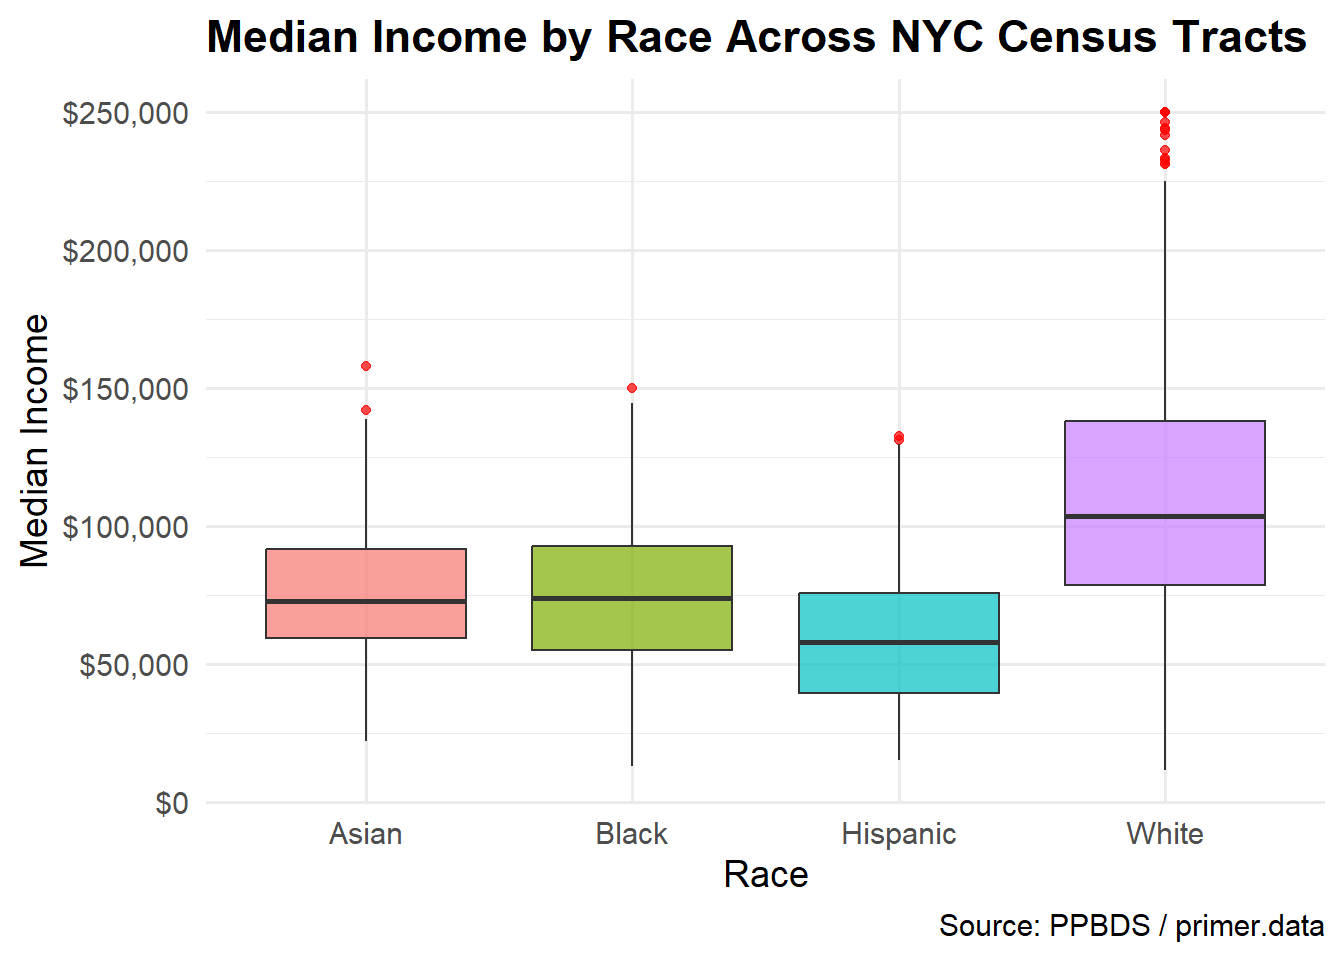 Median Income by Race Across NYC Census Tracts
Median Income
$250,000
$200,000
$150,000
$100,000
$50,000
$0
Asian Black Hispanic White
Race
Source: PPBDS / primer.data